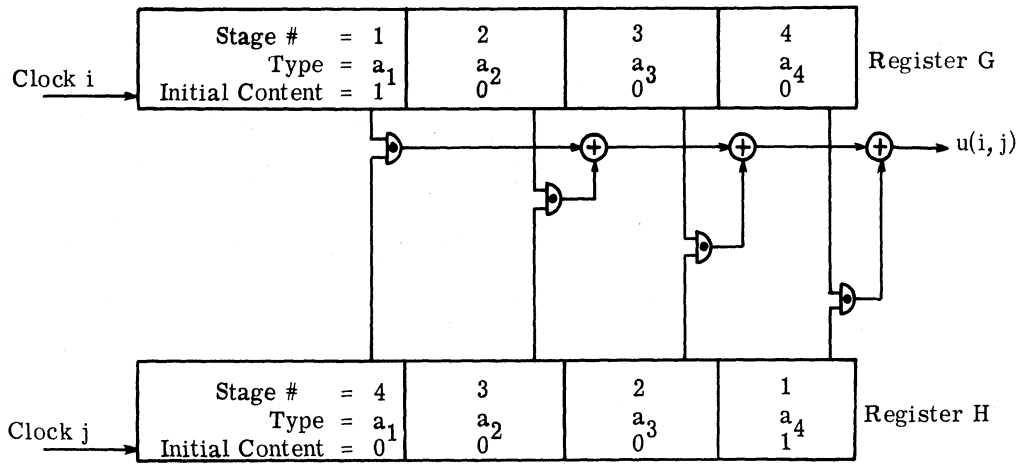 Stage # = 1 2 3 4
Type = a₁ a₂ a₃ a₄ Register G
Clock i
Initial Content = 1 0 0 0
u(i, j)
Stage # = 4 3 2 1
Type = a₁ a₂ a₃ a₄ Register H
Clock j
Initial Content = 0 0 0 1